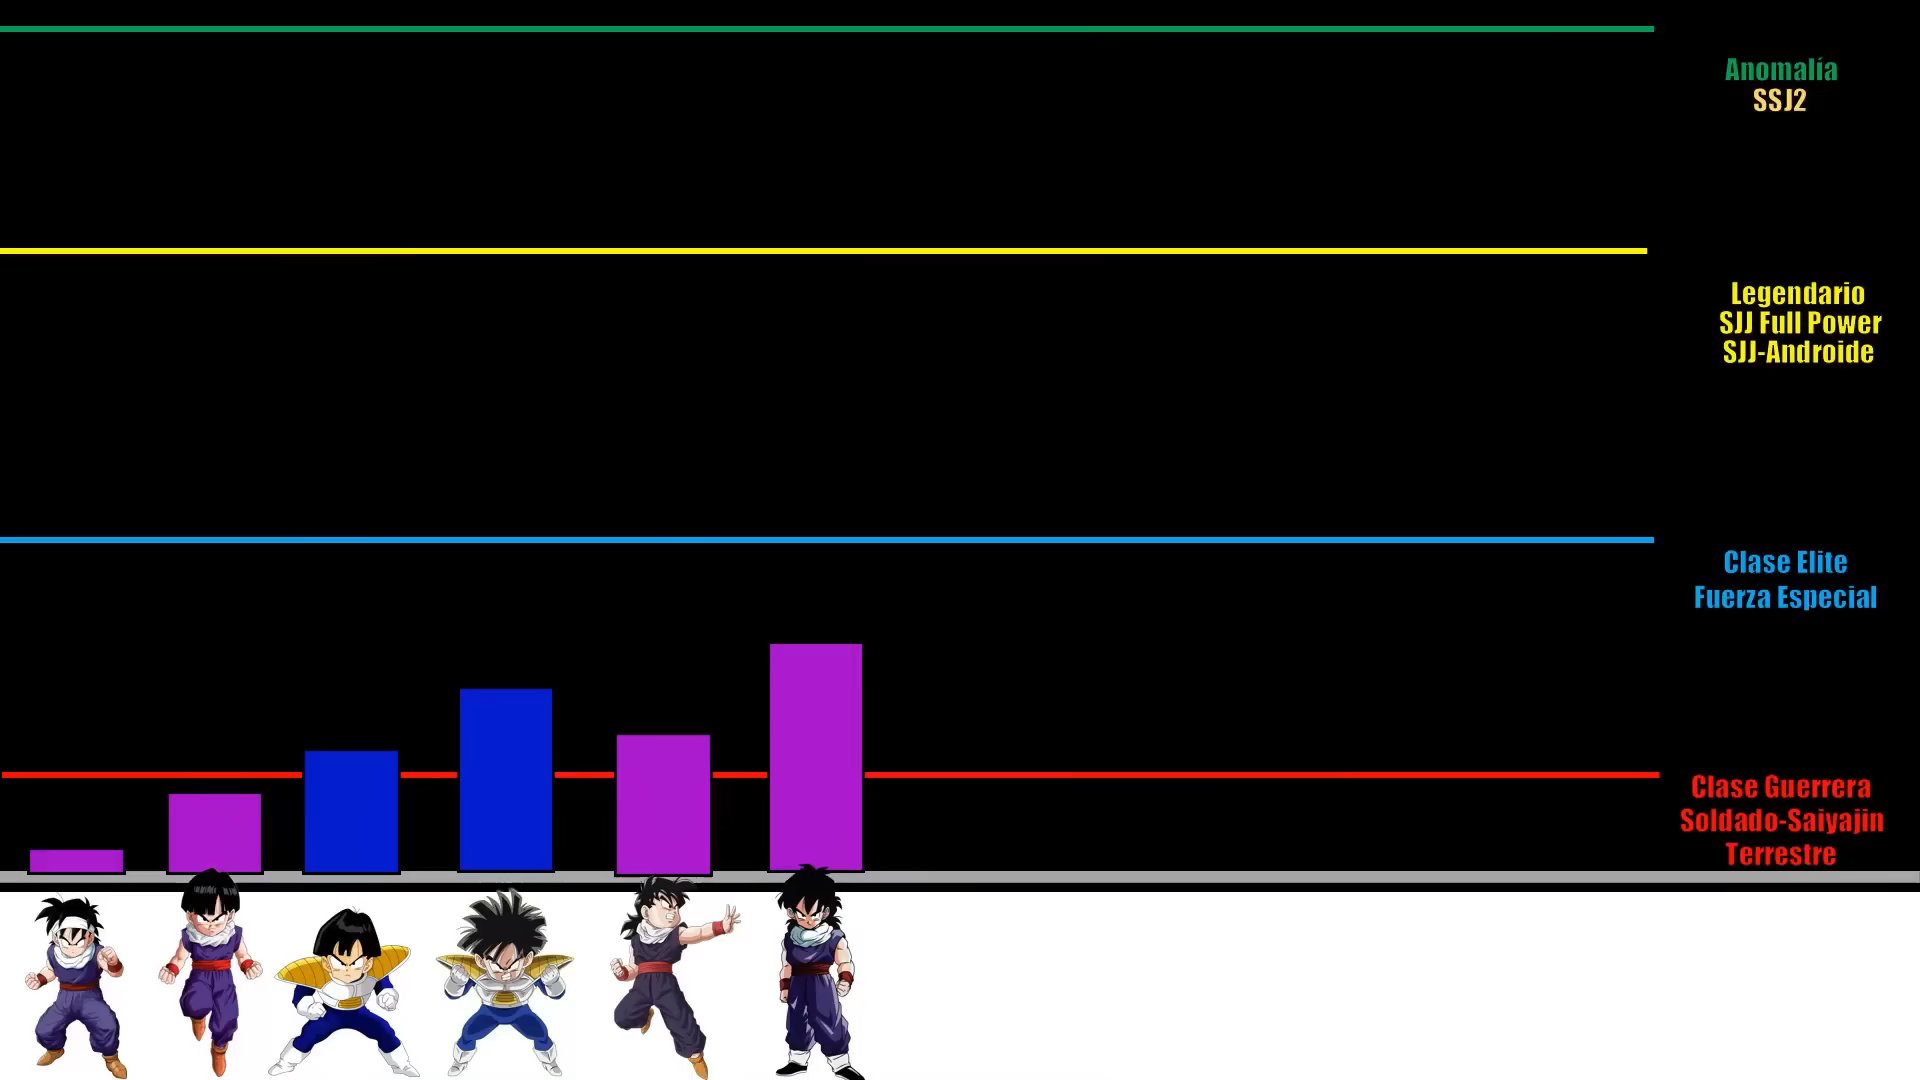 Anomalía
SSJ2
Legendario
SJJ Full Power
SJJ-Androide
Clase Elite
Fuerza Especial
Clase Guerrera
Soldado-Saiyajin
Terrestre